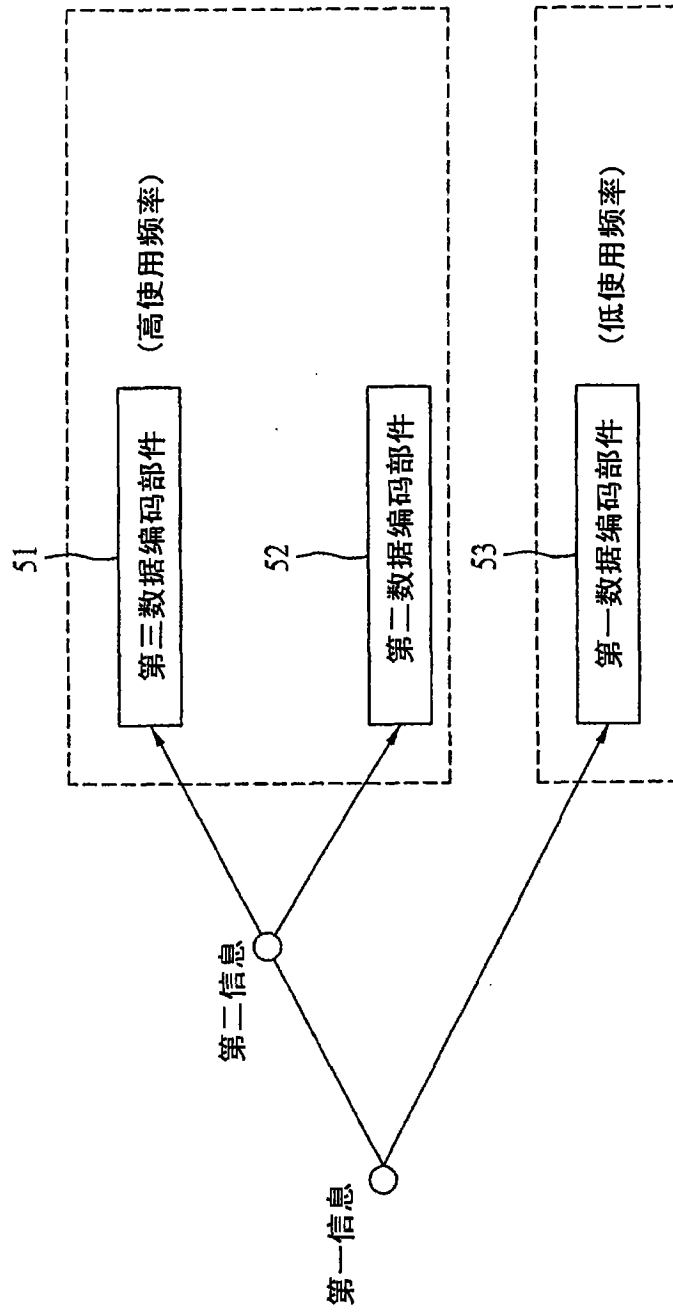 51
第三数据编码部件
(高使用频率)
第二信息
52
第二数据编码部件
第一信息
53
第一数据编码部件
(低使用频率)